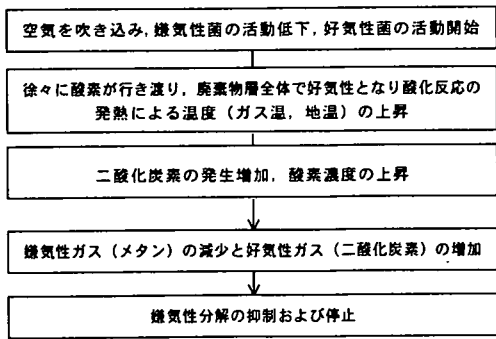 空気を吹き込み,嫌気性菌の活動低下,好気性菌の活動開始
徐々に酸素が行き渡り,廃棄物層全体で好気性となり酸化反応の
発熱による温度（ガス温,地温）の上昇
二酸化炭素の発生増加,酸素濃度の上昇
嫌気性ガス（メタン）の減少と好気性ガス（二酸化炭素）の増加
嫌気性分解の抑制および停止